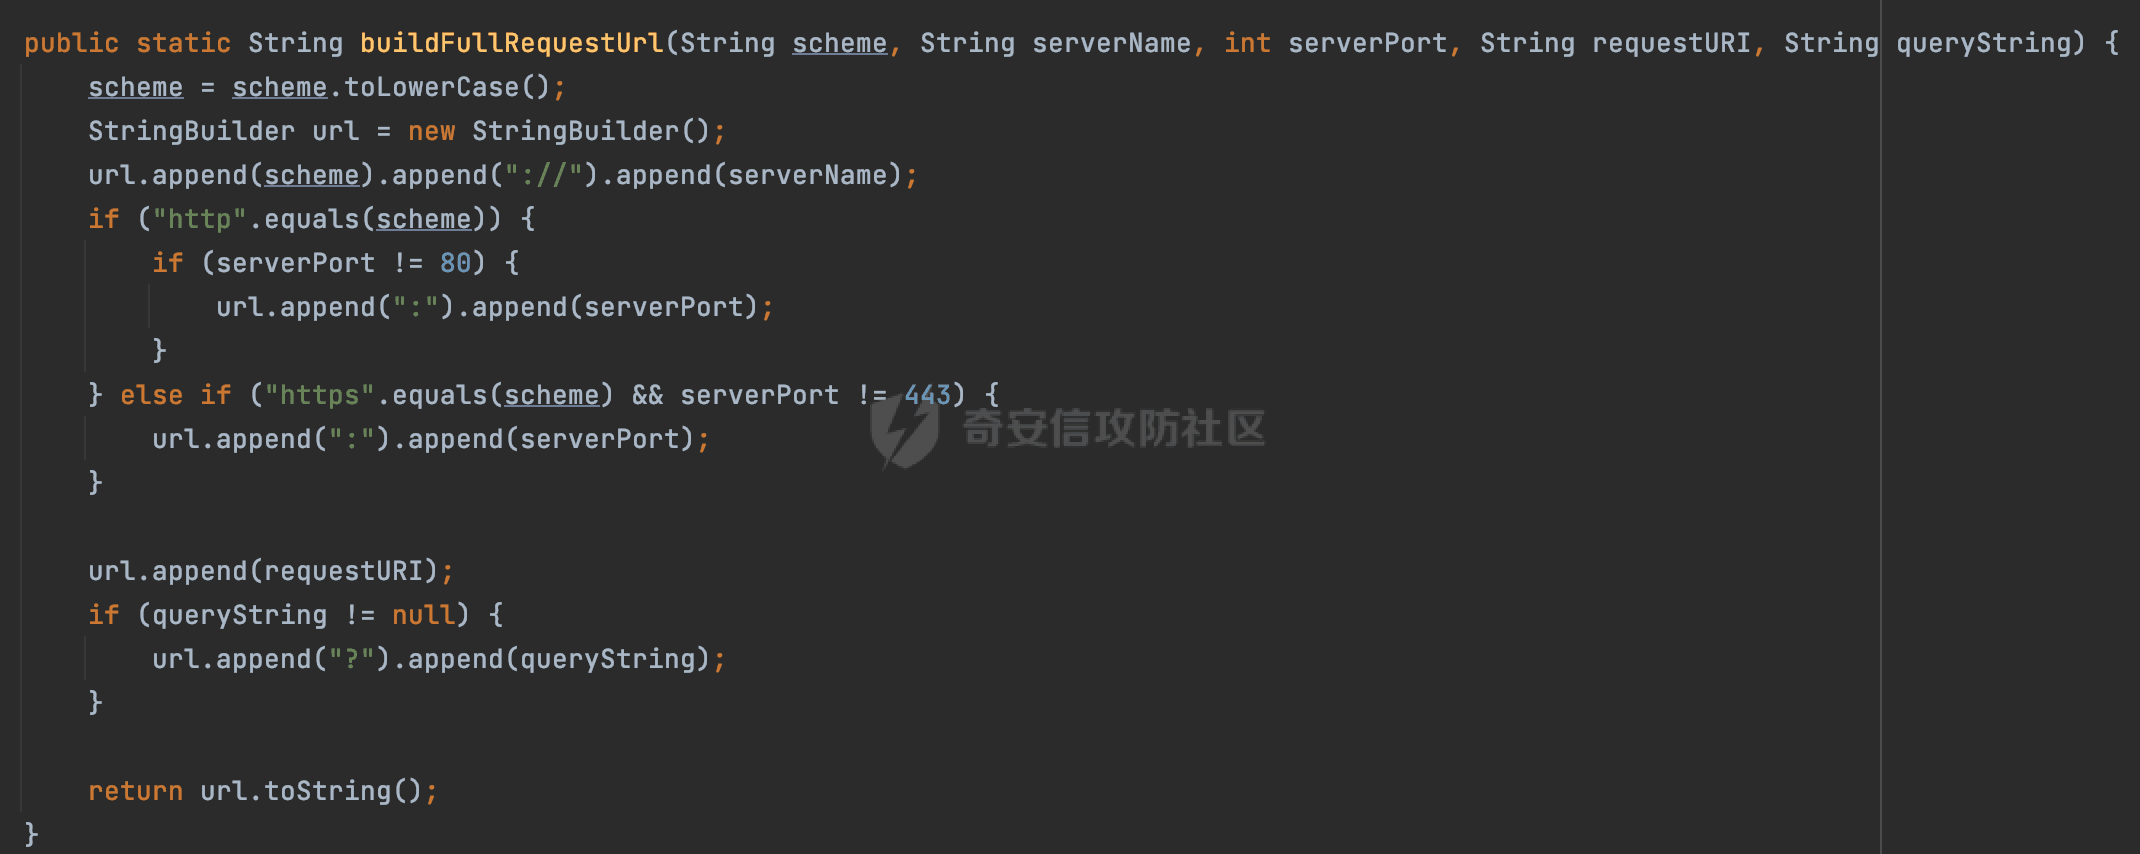 public static String buildFullRequestUrl(String scheme, String serverName, int serverPort, String requestURI, String queryString) {
    scheme = scheme.toLowerCase();
    StringBuilder url = new StringBuilder();
    url.append(scheme).append("://").append(serverName);
    if ("http".equals(scheme)) {
        if (serverPort != 80) {
            url.append(":").append(serverPort);
        }
    } else if ("https".equals(scheme) && serverPort != 443) {
奇安信攻防社区
        url.append(":").append(serverPort);
    }

    url.append(requestURI);
    if (queryString != null) {
        url.append("?").append(queryString);
    }

    return url.toString();
}